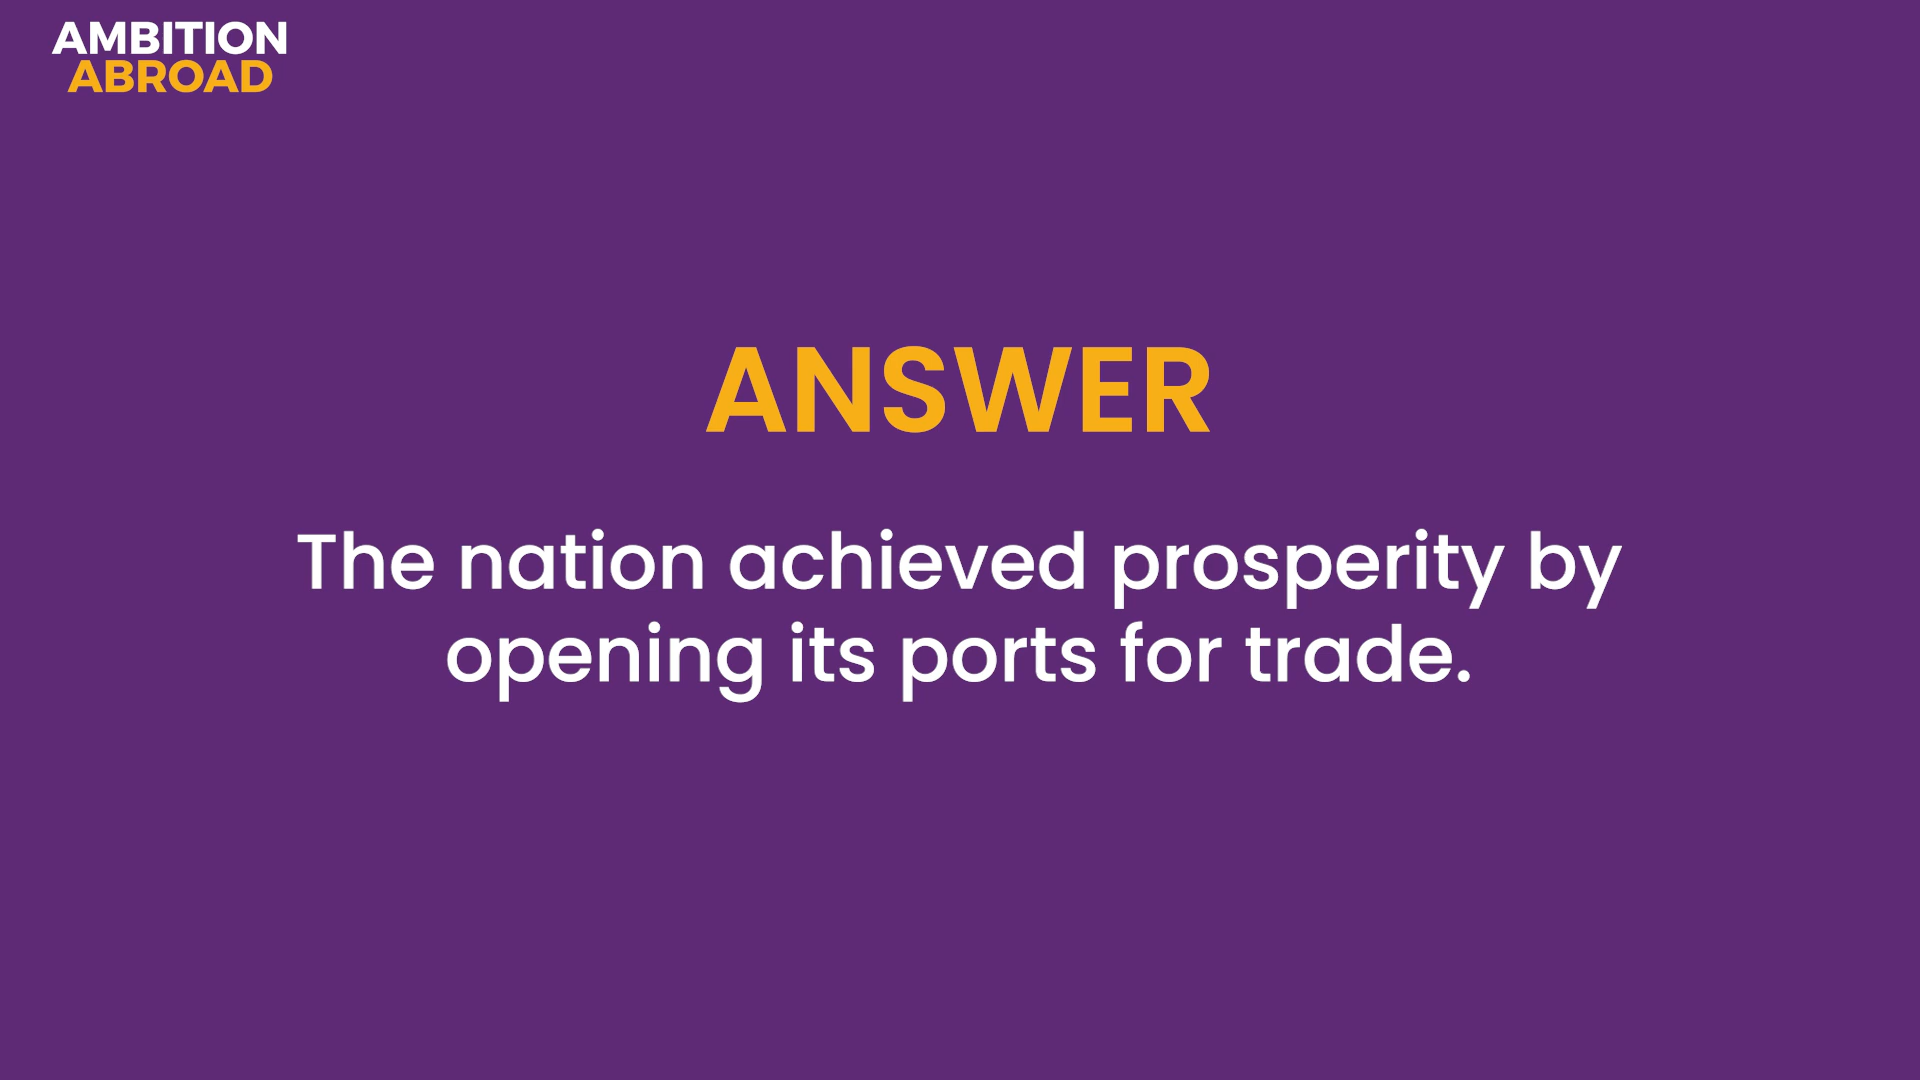 AMBITION
ABROAD
ANSWER
The nation achieved prosperity by
opening its ports for trade.